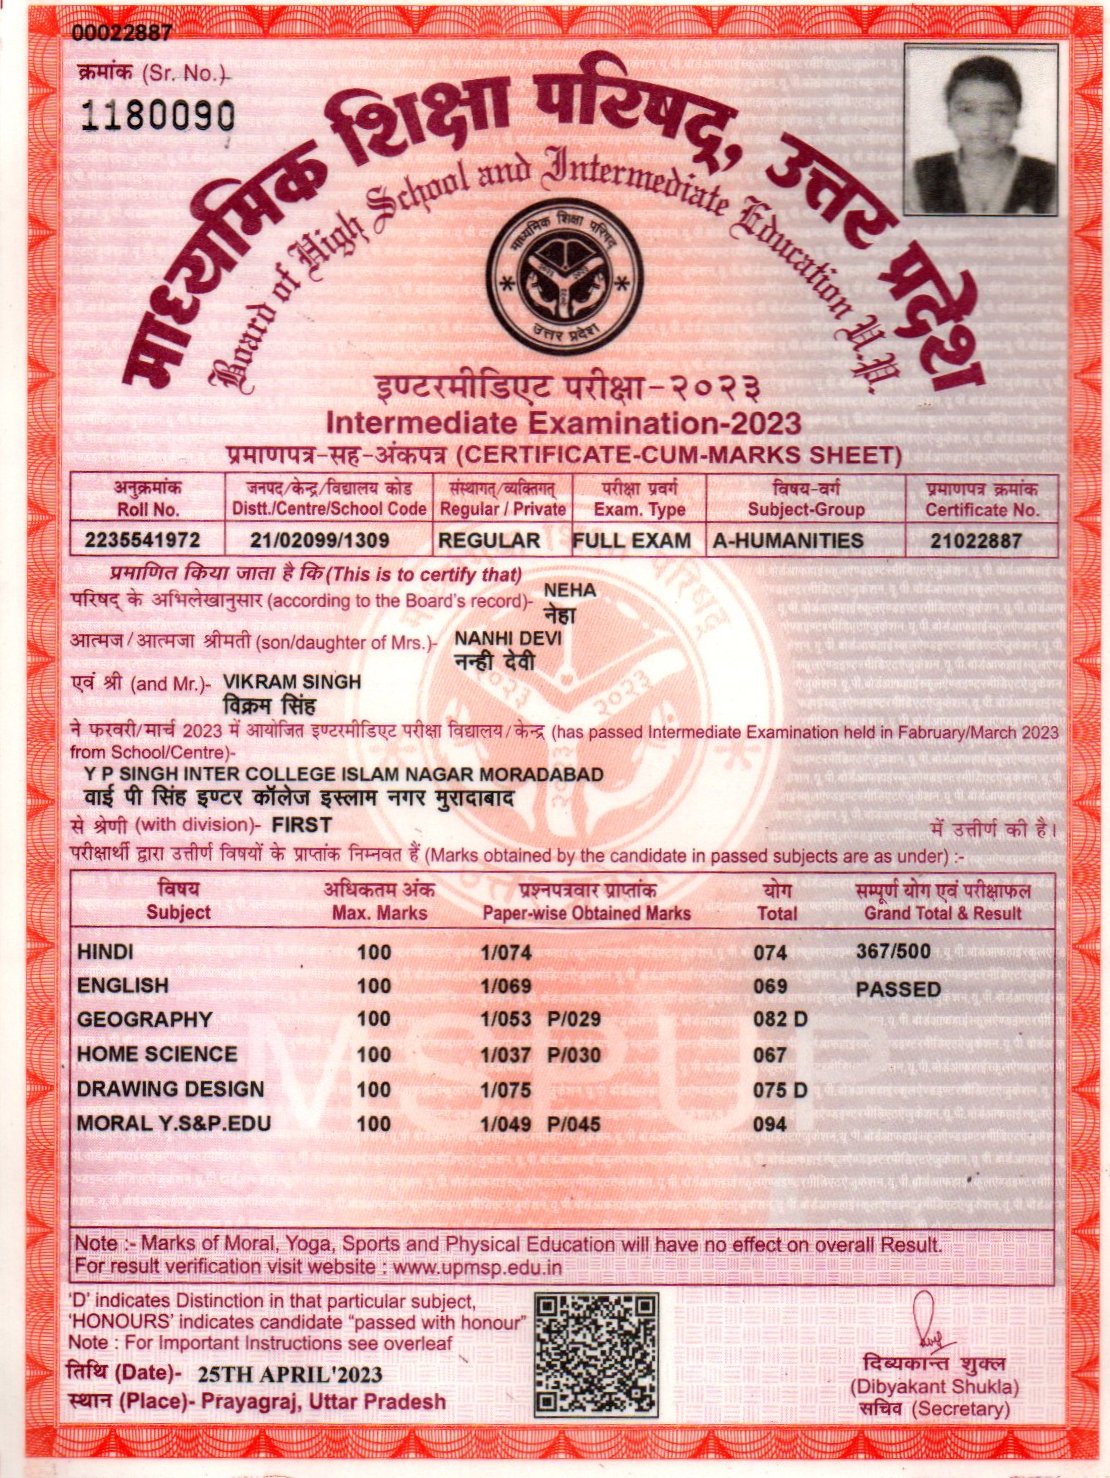 00022887
क्रमांक (Sr. No.)
1180090
माध्यमिक शिक्षा परिषद्, उत्तर प्रदेश
Board of High School and Intermediate Education U.P.
माध्यमिक शिक्षा परिषद्
उत्तर प्रदेश
इण्टरमीडिएट परीक्षा-२०२३
Intermediate Examination-2023
प्रमाणपत्र-सह-अंकपत्र (CERTIFICATE-CUM-MARKS SHEET)
अनुक्रमांक जनपद/केन्द्र/विद्यालय कोड संस्थागत्/व्यक्तिगत् परीक्षा प्रवर्ग विषय-वर्ग प्रमाणपत्र क्रमांक
Roll No. Distt./Centre/School Code Regular / Private Exam. Type Subject-Group Certificate No.
2235541972 21/02099/1309 REGULAR FULL EXAM A-HUMANITIES 21022887
प्रमाणित किया जाता है कि (This is to certify that)
परिषद् के अभिलेखानुसार (according to the Board's record)- NEHA
नेहा
आत्मज/आत्मजा श्रीमती (son/daughter of Mrs.)- NANHI DEVI
नन्ही देवी
एवं श्री (and Mr.)- VIKRAM SINGH
विक्रम सिंह
ने फरवरी/मार्च 2023 में आयोजित इण्टरमीडिएट परीक्षा विद्यालय/केन्द्र (has passed Intermediate Examination held in Fabruary/March 2023
from School/Centre)-
Y P SINGH INTER COLLEGE ISLAM NAGAR MORADABAD
वाई पी सिंह इण्टर कॉलेज इस्लाम नगर मुरादाबाद
से श्रेणी (with division)- FIRST में उत्तीर्ण की है।
परीक्षार्थी द्वारा उत्तीर्ण विषयों के प्राप्तांक निम्नवत हैं (Marks obtained by the candidate in passed subjects are as under) :-
विषय अधिकतम अंक प्रश्नपत्रवार प्राप्तांक योग सम्पूर्ण योग एवं परीक्षाफल
Subject Max. Marks Paper-wise Obtained Marks Total Grand Total & Result
HINDI 100 1/074 074 367/500
ENGLISH 100 1/069 069 PASSED
GEOGRAPHY 100 1/053 P/029 082 D
HOME SCIENCE 100 1/037 P/030 067
DRAWING DESIGN 100 1/075 075 D
MORAL Y.S&P.EDU 100 1/049 P/045 094
Note :- Marks of Moral, Yoga, Sports and Physical Education will have no effect on overall Result.
For result verification visit website : www.upmsp.edu.in
'D' indicates Distinction in that particular subject,
'HONOURS' indicates candidate "passed with honour"
Note : For Important Instructions see overleaf
तिथि (Date)- 25TH APRIL'2023
स्थान (Place)- Prayagraj, Uttar Pradesh
दिब्यकान्त शुक्ल
(Dibyakant Shukla)
सचिव (Secretary)